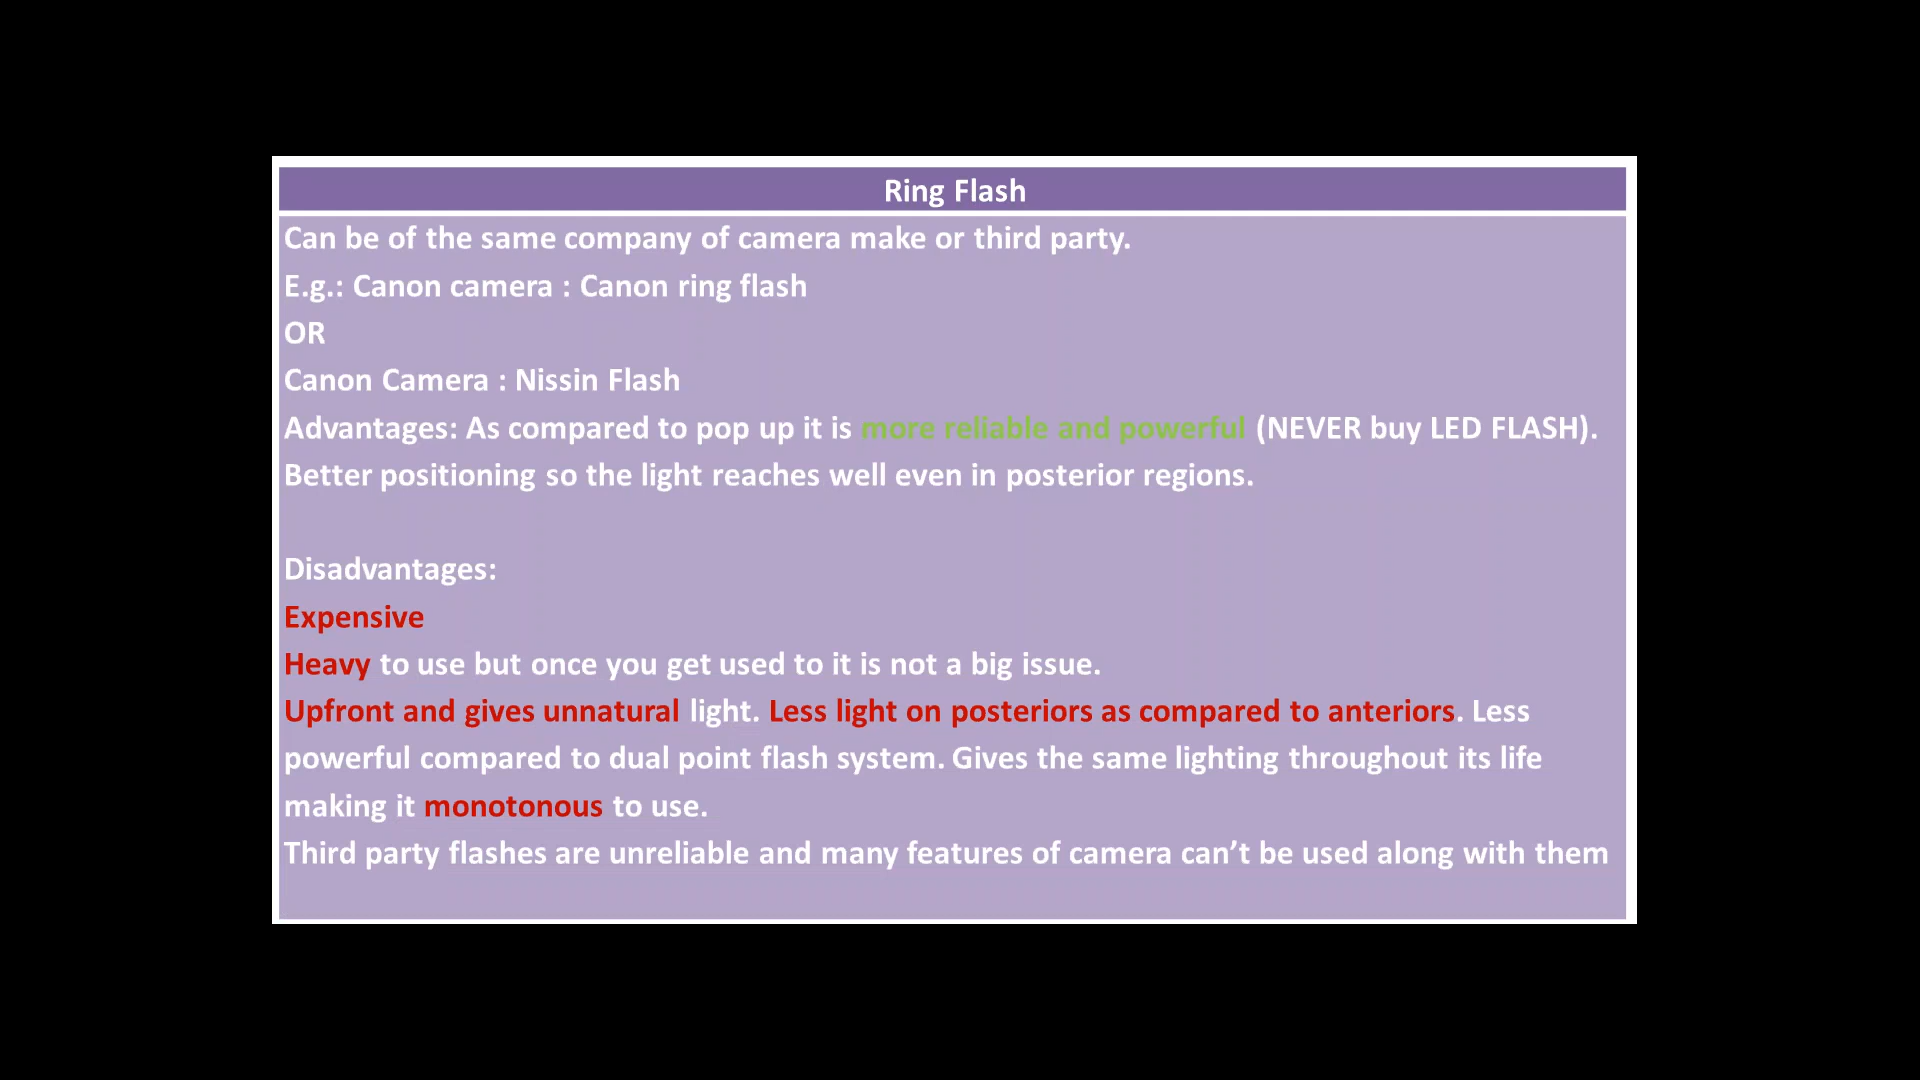 Ring Flash
Can be of the same company of camera make or third party.
E.g.: Canon camera : Canon ring flash
OR
Canon Camera : Nissin Flash
Advantages: As compared to pop up it is more reliable and powerful (NEVER buy LED FLASH).
Better positioning so the light reaches well even in posterior regions.
Disadvantages:
Expensive
Heavy to use but once you get used to it is not a big issue.
Upfront and gives unnatural light. Less light on posteriors as compared to anteriors. Less
powerful compared to dual point flash system. Gives the same lighting throughout its life
making it monotonous to use.
Third party flashes are unreliable and many features of camera can’t be used along with them